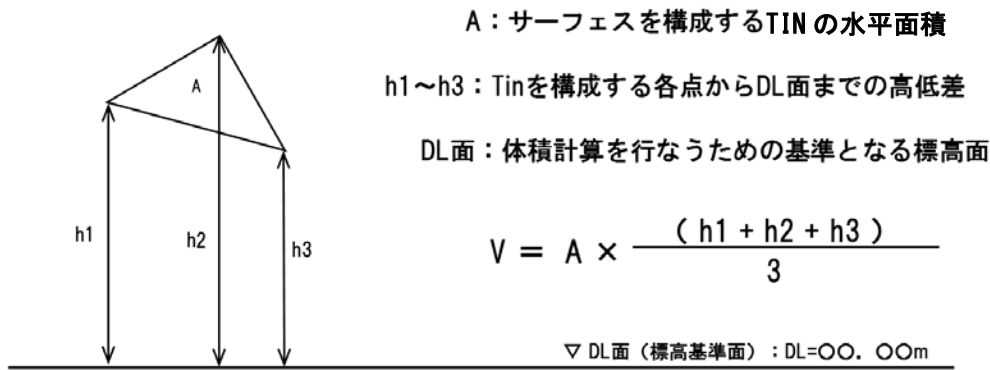 A：サーフェスを構成するTINの水平面積
h1～h3：Tinを構成する各点からDL面までの高低差
DL面：体積計算を行なうための基準となる標高面
A
h1
h2
h3
V = A × ( h1 + h2 + h3 ) / 3
▽ DL面（標高基準面）：DL=〇〇．〇〇m